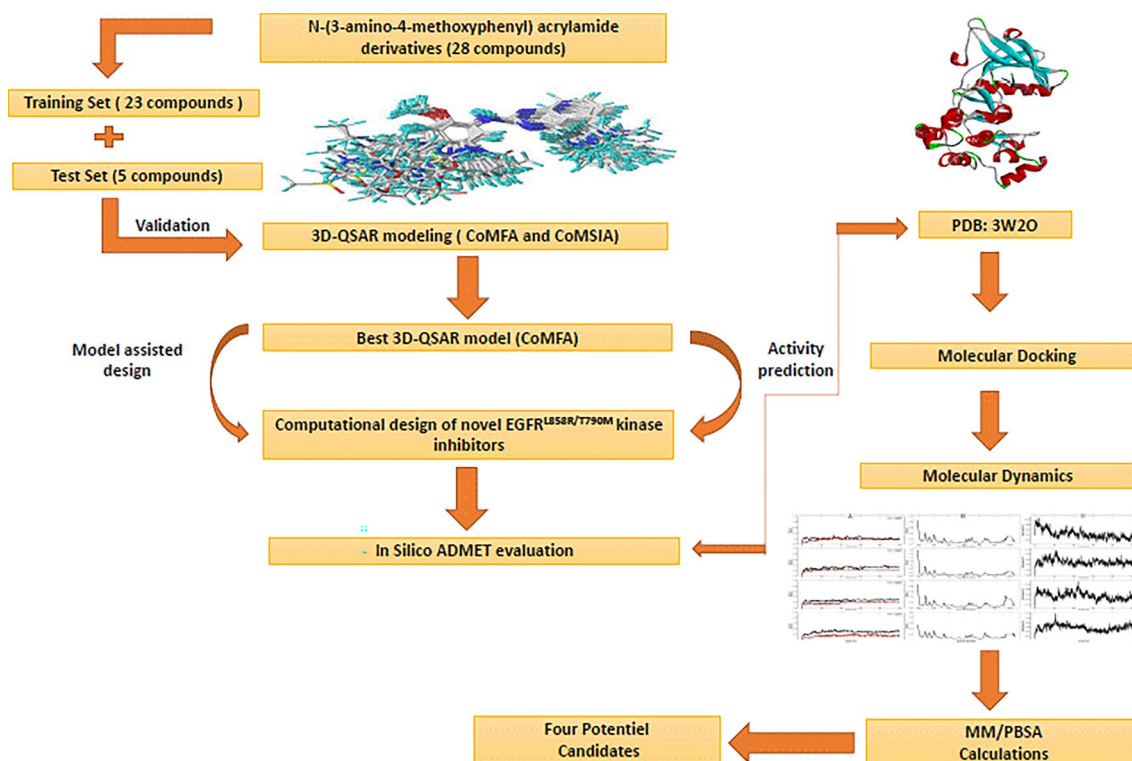 N-(3-amino-4-methoxyphenyl) acrylamide
derivatives (28 compounds)
Training Set ( 23 compounds )
Test Set (5 compounds)
Validation
3D-QSAR modeling ( CoMFA and CoMSIA)
Best 3D-QSAR model (CoMFA)
Model assisted
design
Activity
prediction
Computational design of novel EGFR^L858R/T790M kinase
inhibitors
In Silico ADMET evaluation
PDB: 3W2O
Molecular Docking
Molecular Dynamics
A
B
D
MM/PBSA
Calculations
Four Potentiel
Candidates